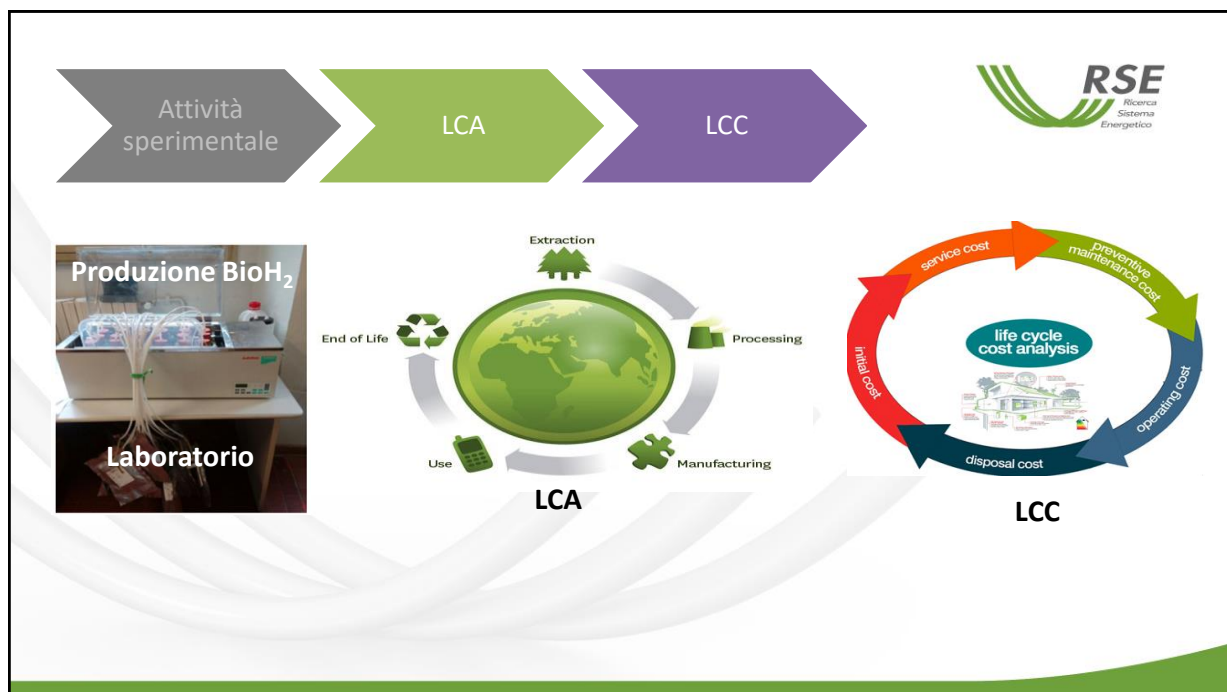 Attività
sperimentale
LCA
LCC
RSE
Ricerca
Sistema
Energetico
Produzione BioH₂
Laboratorio
Extraction
Processing
Manufacturing
Use
End of Life
LCA
service cost
preventive
maintenance cost
operating cost
disposal cost
initial cost
life cycle
cost analysis
LCC